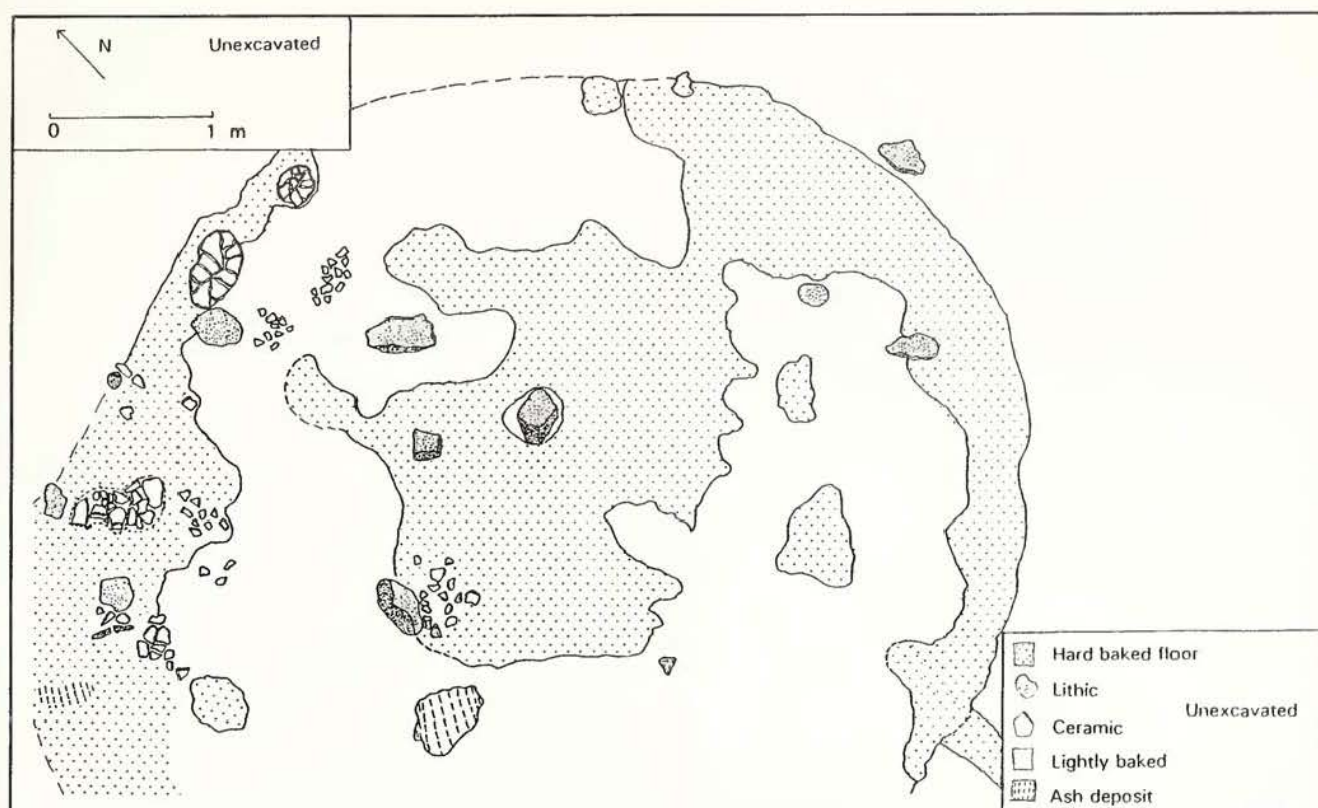 N Unexcavated
0 1 m
Hard baked floor
Lithic
Unexcavated
Ceramic
Lightly baked
Ash deposit